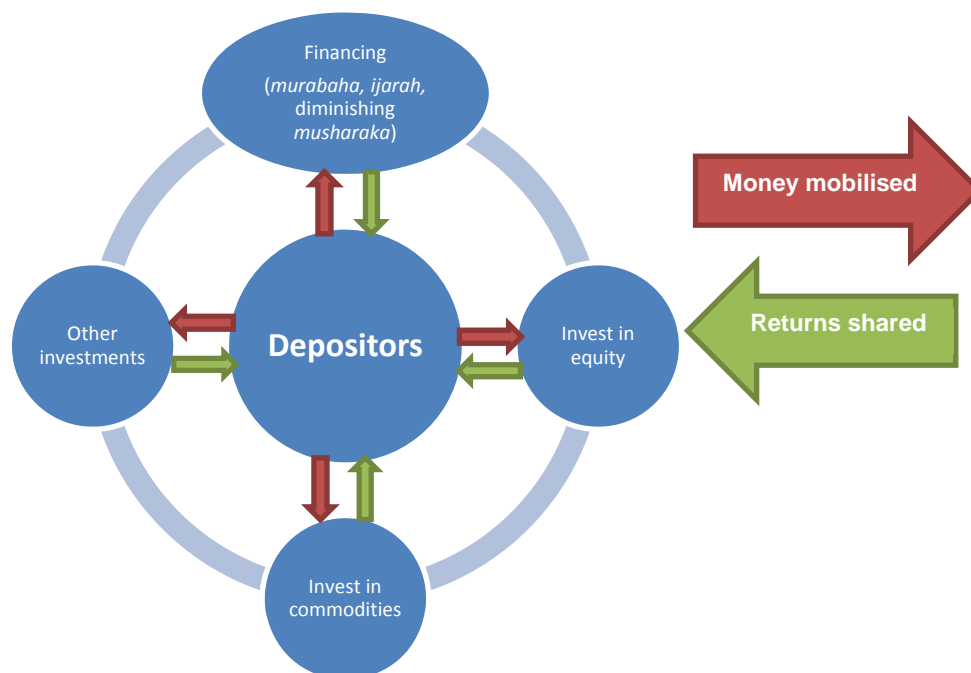 Financing
(murabaha, ijarah,
diminishing
musharaka)
Money mobilised
Other
investments
Depositors
Invest in
equity
Returns shared
Invest in
commodities